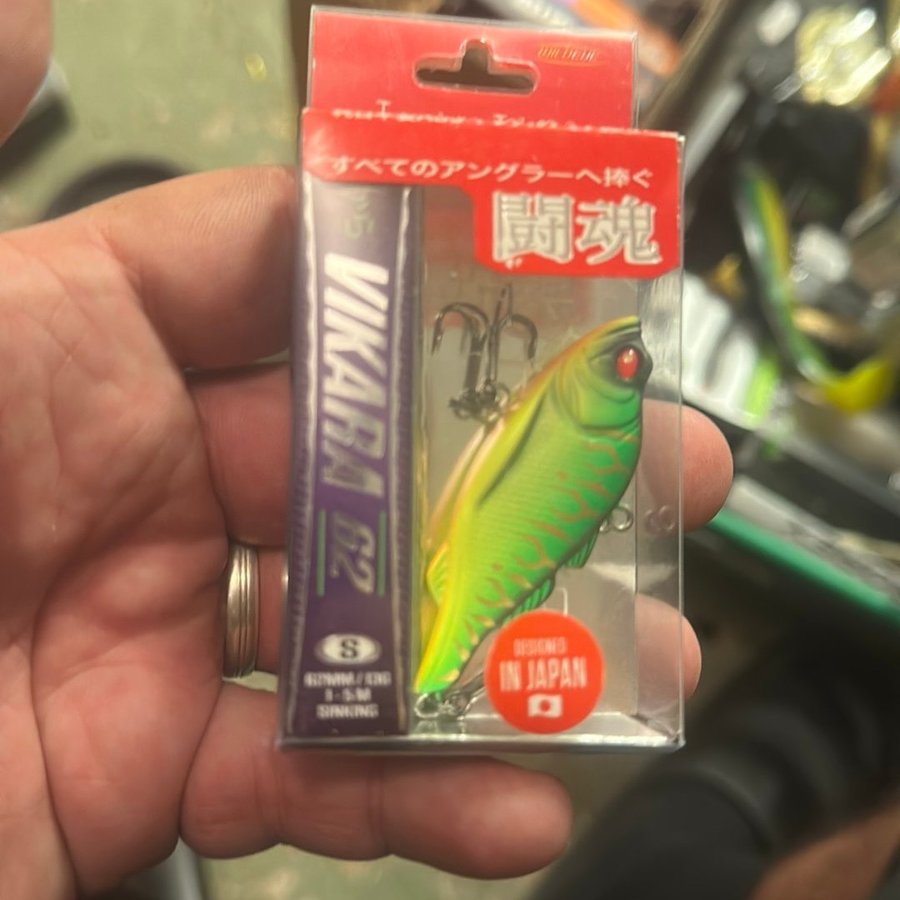 すべてのアングラーへ捧ぐ
闘魂
VIKARA 62
S
62MM / 13G
1-5M
SINKING
DESIGNED
IN JAPAN